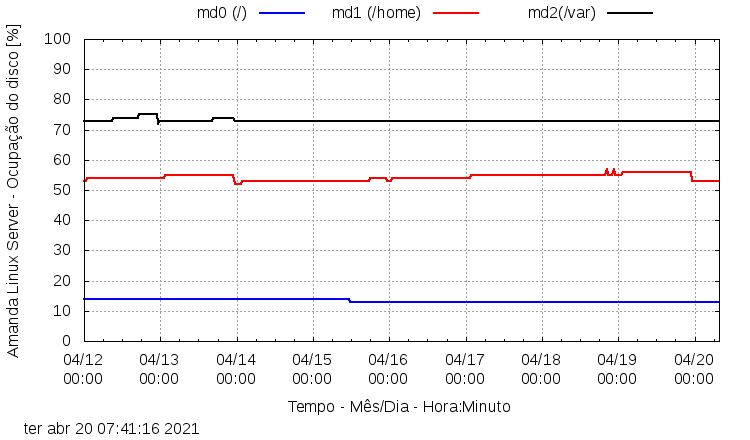 md0 (/) md1 (/home) md2(/var)
Amanda Linux Server - Ocupação do disco [%]
100
90
80
70
60
50
40
30
20
10
0
04/12 04/13 04/14 04/15 04/16 04/17 04/18 04/19 04/20
00:00 00:00 00:00 00:00 00:00 00:00 00:00 00:00 00:00
Tempo - Mês/Dia - Hora:Minuto
ter abr 20 07:41:16 2021